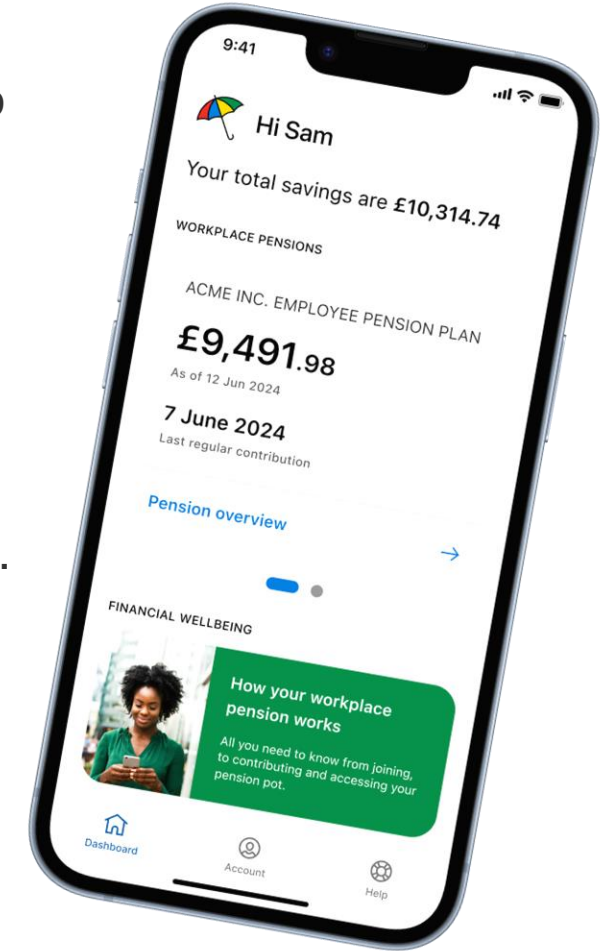 9:41
Hi Sam
Your total savings are £10,314.74
WORKPLACE PENSIONS
ACME INC. EMPLOYEE PENSION PLAN
£9,491.98
As of 12 Jun 2024
7 June 2024
Last regular contribution
Pension overview
FINANCIAL WELLBEING
How your workplace
pension works
All you need to know from joining,
to contributing and accessing your
pension pot.
Dashboard
Account
Help